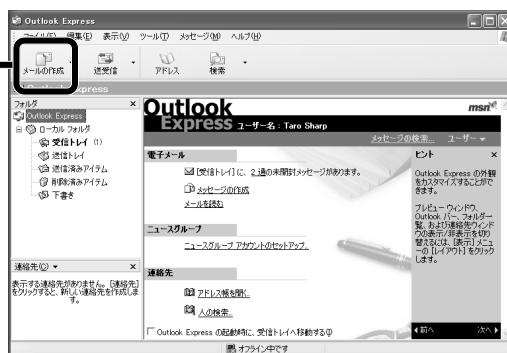 Outlook Express
ファイル(F) 編集(E) 表示(V) ツール(T) メッセージ(M) ヘルプ(H)
メールの作成 送受信 アドレス 検索
Outlook Express
フォルダ ×
Outlook Express
ローカル フォルダ
受信トレイ (1)
送信トレイ
送信済みアイテム
削除済みアイテム
下書き
連絡先(C) ×
表示する連絡先がありません。[連絡先]
をクリックすると、新しい連絡先を作成しま
す。
Outlook
Express ユーザー名 : Taro Sharp
msn
メッセージの検索... ユーザー
電子メール
[受信トレイ] に、2 通の未開封メッセージがあります。
メッセージの作成
メールを読む
ニュースグループ
ニュースグループ アカウントのセットアップ...
連絡先
アドレス帳を開く...
人の検索...
Outlook Express の起動時に、受信トレイへ移動する(I)
ヒント ×
Outlook Express の外観
をカスタマイズすることがで
きます。
プレビュー ウィンドウ、
Outlook バー、フォルダ一
覧、および連絡先ウィンド
ウの表示/非表示を切り
替えるには、[表示] メニュ
ーの [レイアウト] をクリック
します。
前へ 次へ
オフライン中です